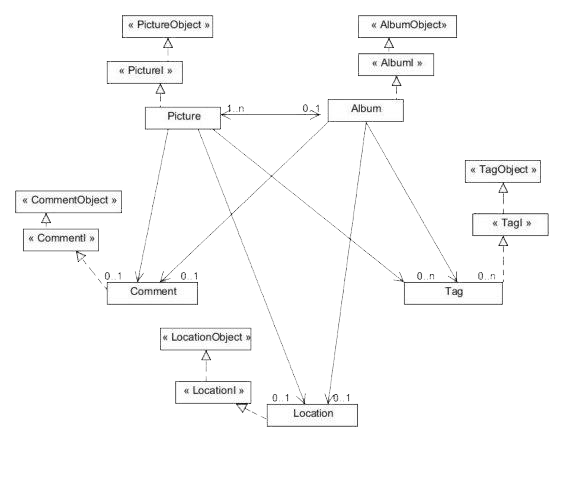 « PictureObject »
« AlbumObject»
« PictureI »
« AlbumI »
Picture
1..n
0..1
Album
« TagObject »
« CommentObject »
« TagI »
« CommentI »
0..1
0..1
0..n
0..n
Comment
Tag
« LocationObject »
« LocationI »
0..1
0..1
Location